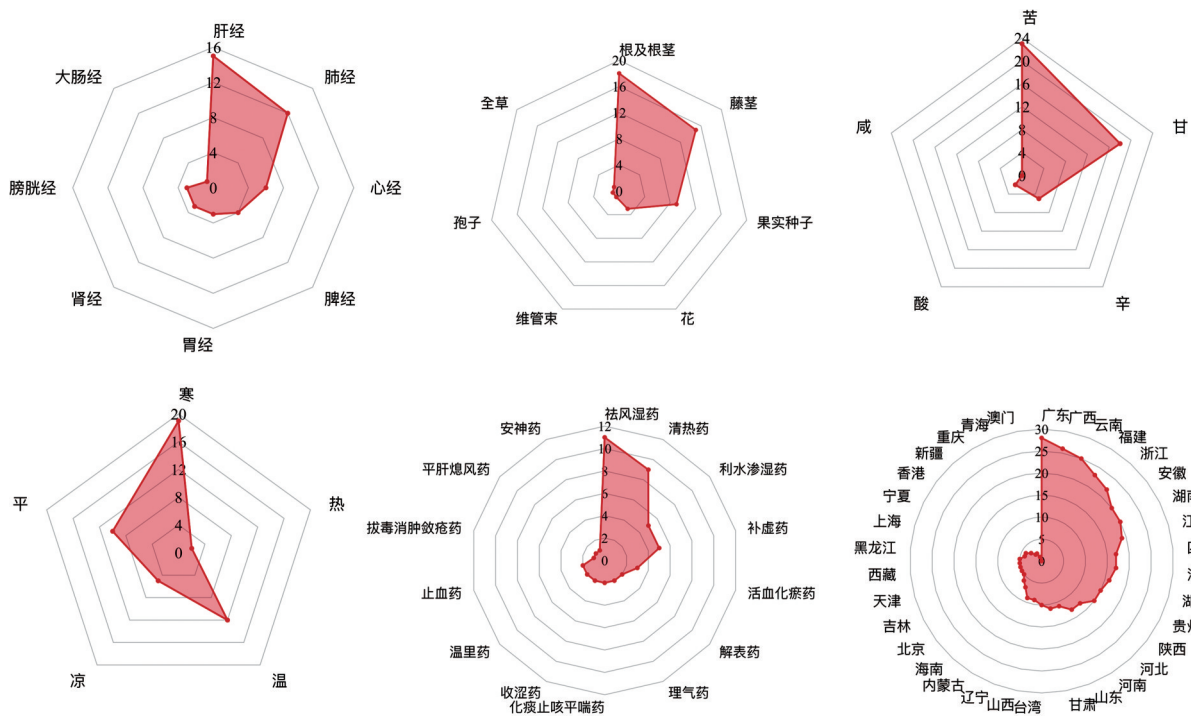 肝经
16
12
8
4
0
肺经
心经
脾经
胃经
肾经
膀胱经
大肠经
根及根茎
20
16
12
8
4
0
藤茎
果实种子
花
维管束
孢子
全草
苦
24
20
16
12
8
4
0
甘
辛
酸
咸
寒
20
16
12
8
4
0
热
温
凉
平
祛风湿药
12
10
8
6
4
2
0
清热药
利水渗湿药
补虚药
活血化瘀药
解表药
理气药
化痰止咳平喘药
收涩药
温里药
止血药
拔毒消肿敛疮药
平肝熄风药
安神药
广东
30
25
20
15
10
5
0
广西
云南
福建
浙江
安徽
贵州
陕西
河北
河南
山东
甘肃
台湾
山西
辽宁
内蒙古
海南
北京
吉林
天津
西藏
黑龙江
上海
宁夏
香港
新疆
重庆
青海
澳门